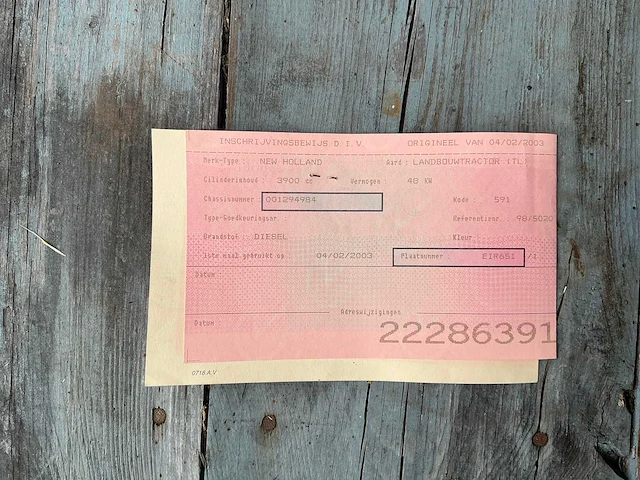 INSCHRIJVINGSBEWIJS D.I.V. ORIGINEEL VAN 04/02/2003
Merk-Type: NEW HOLLAND Aard: LANDBOUWTRACTOR (TL)
Cilinderinhoud : 3900 cc Vermogen : 48 KW
Chassisnummer 001294984 Kode : 591
Type-Goedkeuringsnr. : Referentienr. 98/5020
Brandstof : DIESEL Kleur:
1ste maal gebruikt op 04/02/2003 Plaatnummer EIR651 /1
Datum
Adreswijzigingen
Datum
22286391
0718 A.V